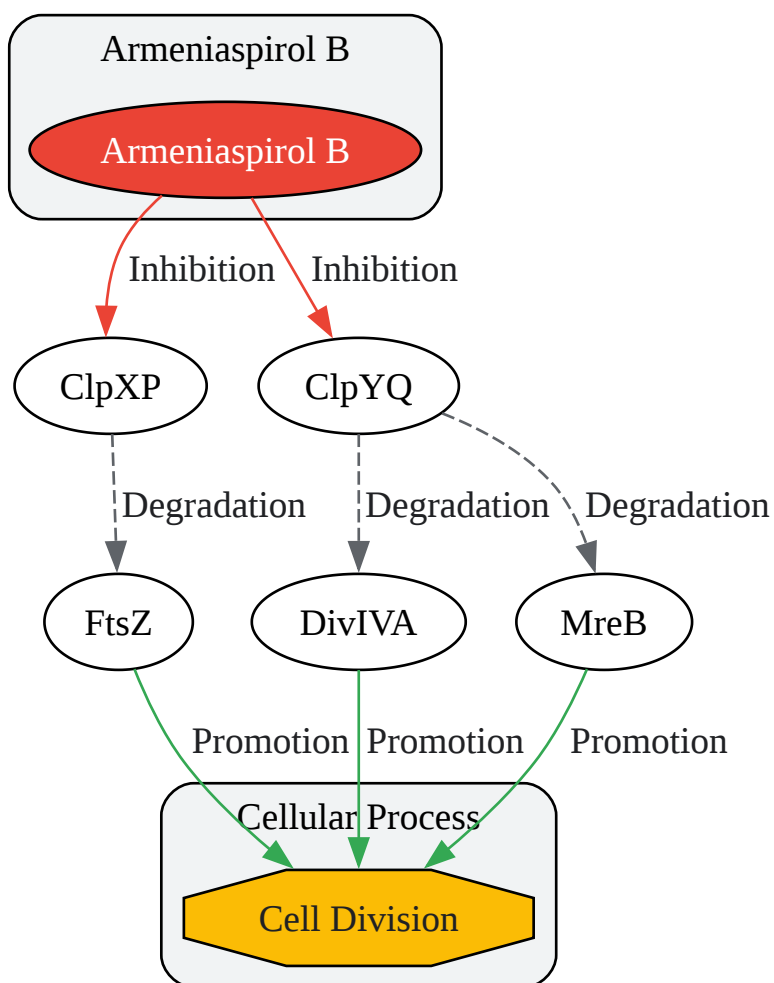 Armeniaspirol B
Armeniaspirol B
Inhibition
Inhibition
ClpXP
ClpYQ
Degradation
Degradation
Degradation
FtsZ
DivIVA
MreB
Promotion
Promotion
Promotion
Cellular Process
Cell Division